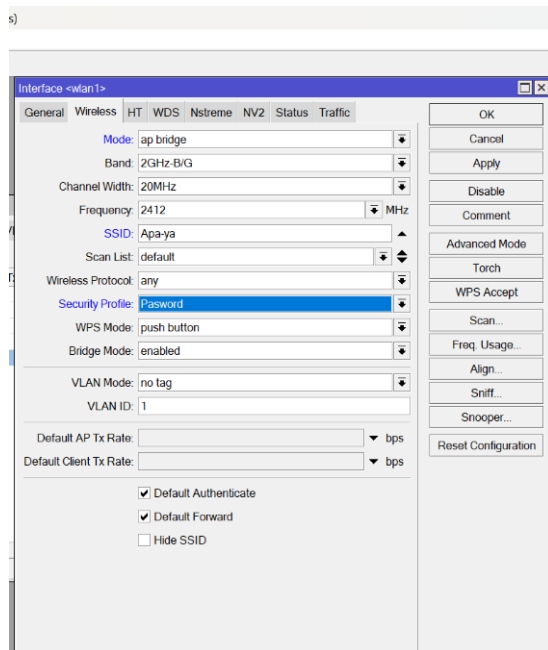 s)
Interface <wlan1>
General Wireless HT WDS Nstreme NV2 Status Traffic
Mode: ap bridge
Band: 2GHz-B/G
Channel Width: 20MHz
Frequency: 2412 MHz
SSID: Apa-ya
Scan List: default
Wireless Protocol: any
Security Profile: Pasword
WPS Mode: push button
Bridge Mode: enabled
VLAN Mode: no tag
VLAN ID: 1
Default AP Tx Rate: bps
Default Client Tx Rate: bps
Default Authenticate
Default Forward
Hide SSID
OK
Cancel
Apply
Disable
Comment
Advanced Mode
Torch
WPS Accept
Scan...
Freq. Usage...
Align...
Sniff...
Snooper...
Reset Configuration